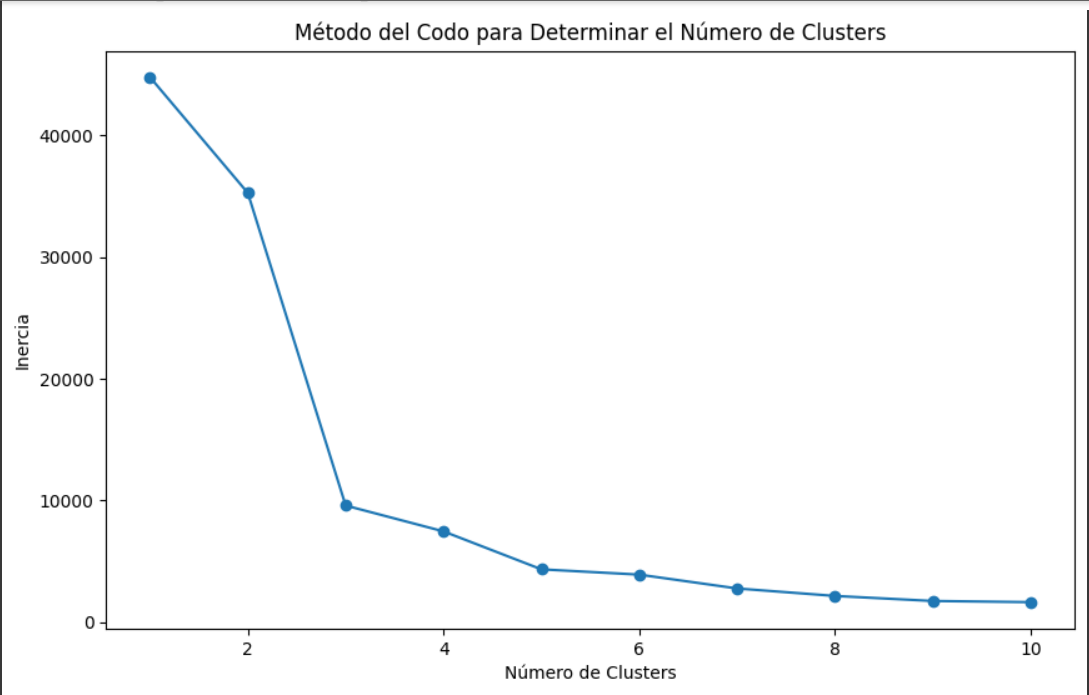 Método del Codo para Determinar el Número de Clusters
40000
30000
20000
10000
0
Inercia
2 4 6 8 10
Número de Clusters